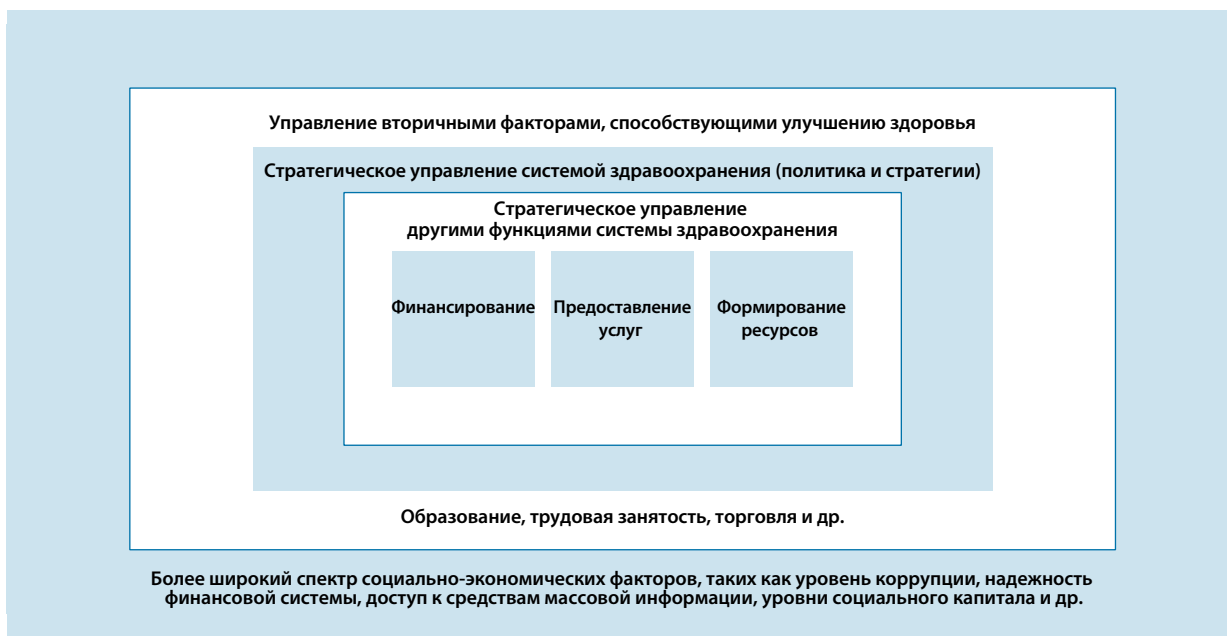 Управление вторичными факторами, способствующими улучшению здоровья
Стратегическое управление системой здравоохранения (политика и стратегии)
Стратегическое управление
другими функциями системы здравоохранения
Финансирование
Предоставление
услуг
Формирование
ресурсов
Образование, трудовая занятость, торговля и др.
Более широкий спектр социально-экономических факторов, таких как уровень коррупции, надежность
финансовой системы, доступ к средствам массовой информации, уровни социального капитала и др.